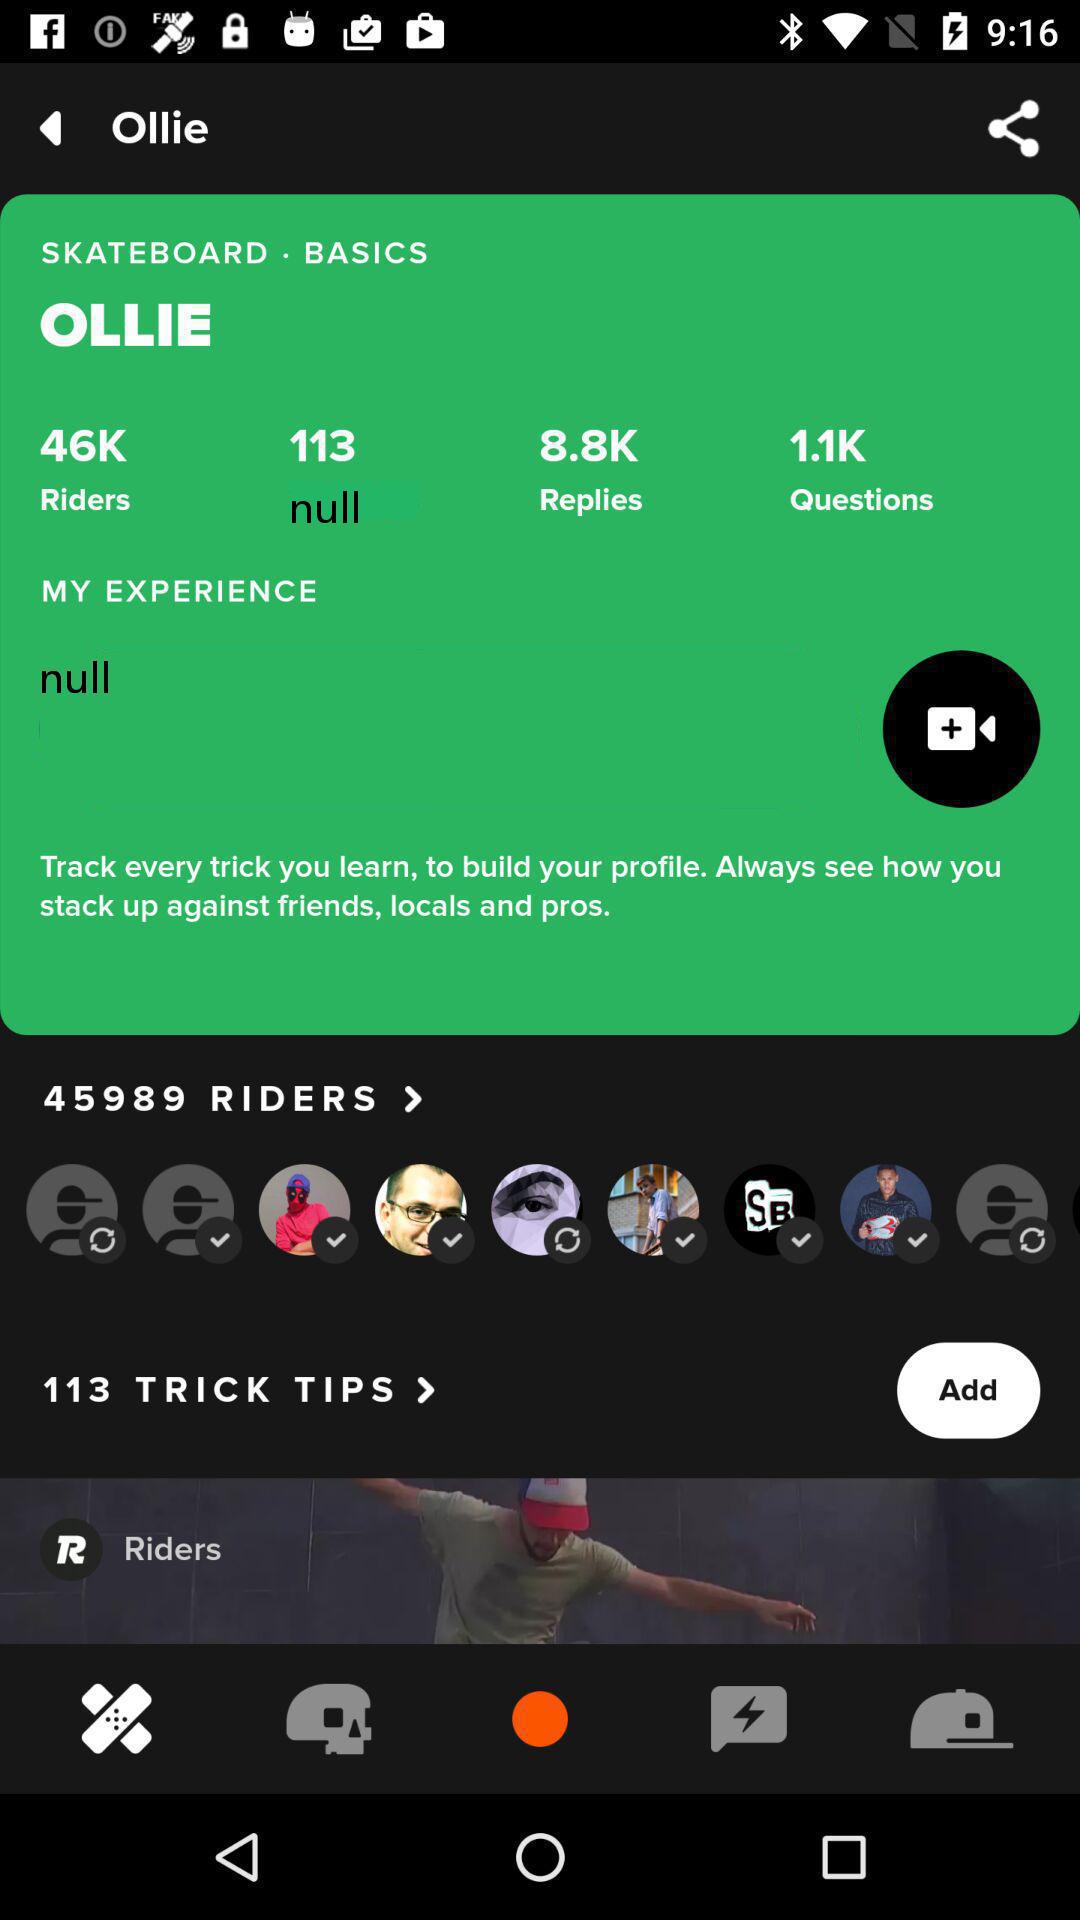 FAKE
9:16
Ollie
SKATEBOARD · BASICS
OLLIE
46K 113 8.8K 1.1K
Riders null Replies Questions
MY EXPERIENCE
null
Track every trick you learn, to build your profile. Always see how you
stack up against friends, locals and pros.
45989 RIDERS
SB
113 TRICK TIPS
Add
R Riders